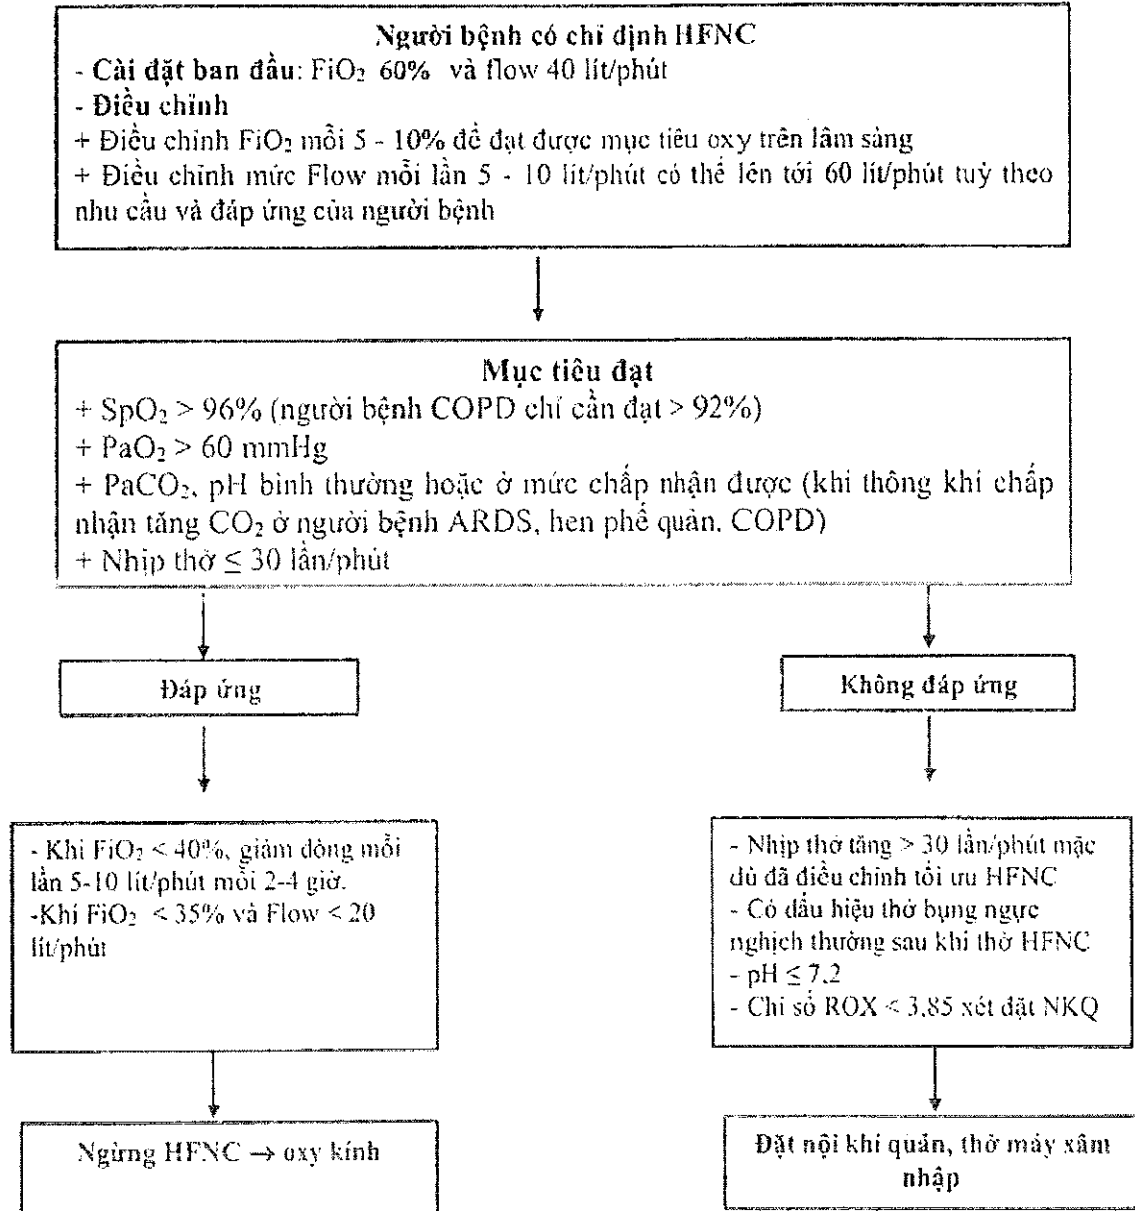 Người bệnh có chỉ định HFNC
- Cài đặt ban đầu: FiO₂ 60% và flow 40 lít/phút
- Điều chỉnh
+ Điều chỉnh FiO₂ mỗi 5 - 10% để đạt được mục tiêu oxy trên lâm sàng
+ Điều chỉnh mức Flow mỗi lần 5 - 10 lít/phút có thể lên tới 60 lít/phút tuỳ theo
nhu cầu và đáp ứng của người bệnh
Mục tiêu đạt
+ SpO₂ > 96% (người bệnh COPD chỉ cần đạt > 92%)
+ PaO₂ > 60 mmHg
+ PaCO₂, pH bình thường hoặc ở mức chấp nhận được (khi thông khí chấp
nhận tăng CO₂ ở người bệnh ARDS, hen phế quản, COPD)
+ Nhịp thở ≤ 30 lần/phút
Đáp ứng
Không đáp ứng
- Khi FiO₂ < 40%, giảm dòng mỗi
lần 5-10 lít/phút mỗi 2-4 giờ.
-Khi FiO₂ < 35% và Flow < 20
lít/phút
- Nhịp thở tăng > 30 lần/phút mặc
dù đã điều chỉnh tối ưu HFNC
- Có dấu hiệu thở bụng ngực
nghịch thường sau khi thở HFNC
- pH ≤ 7,2
- Chỉ số ROX < 3,85 xét đặt NKQ
Ngừng HFNC → oxy kính
Đặt nội khí quản, thở máy xâm
nhập